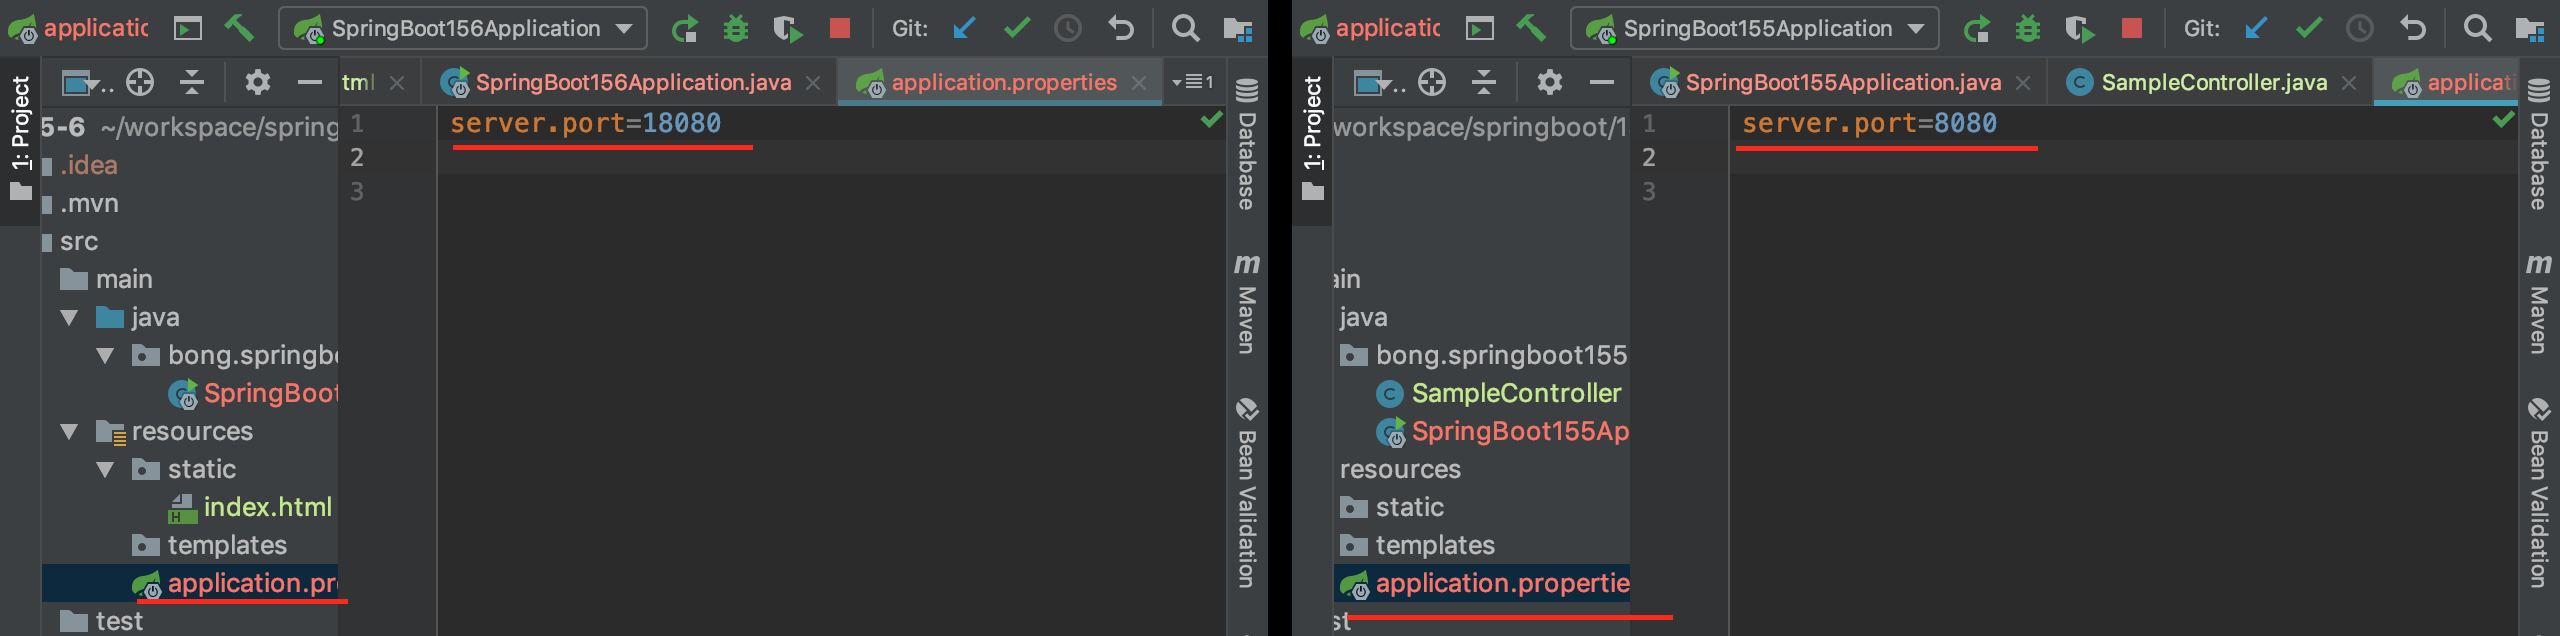 applicatic
SpringBoot156Application
Git:
1: Project
tml
SpringBoot156Application.java
application.properties
1
5-6 ~/workspace/spring
.idea
.mvn
src
main
java
bong.springbo
SpringBoot
resources
static
index.html
templates
application.pr
test
1 server.port=18080
2
3
Database
m Maven
Bean Validation
applicatic
SpringBoot155Application
Git:
1: Project
SpringBoot155Application.java
SampleController.java
applicat
workspace/springboot/1
ain
java
bong.springboot155
SampleController
SpringBoot155Ap
resources
static
templates
application.propertie
st
1 server.port=8080
2
3
Database
m Maven
Bean Validation